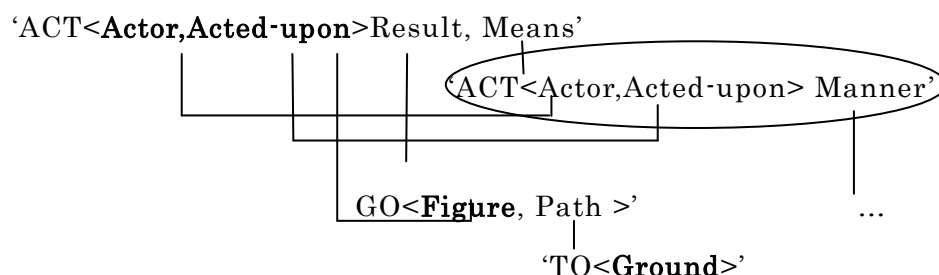 ‘ACT<Actor,Acted-upon>Result, Means’
‘ACT<Actor,Acted-upon> Manner’
GO<Figure, Path >’
...
‘TO<Ground>’